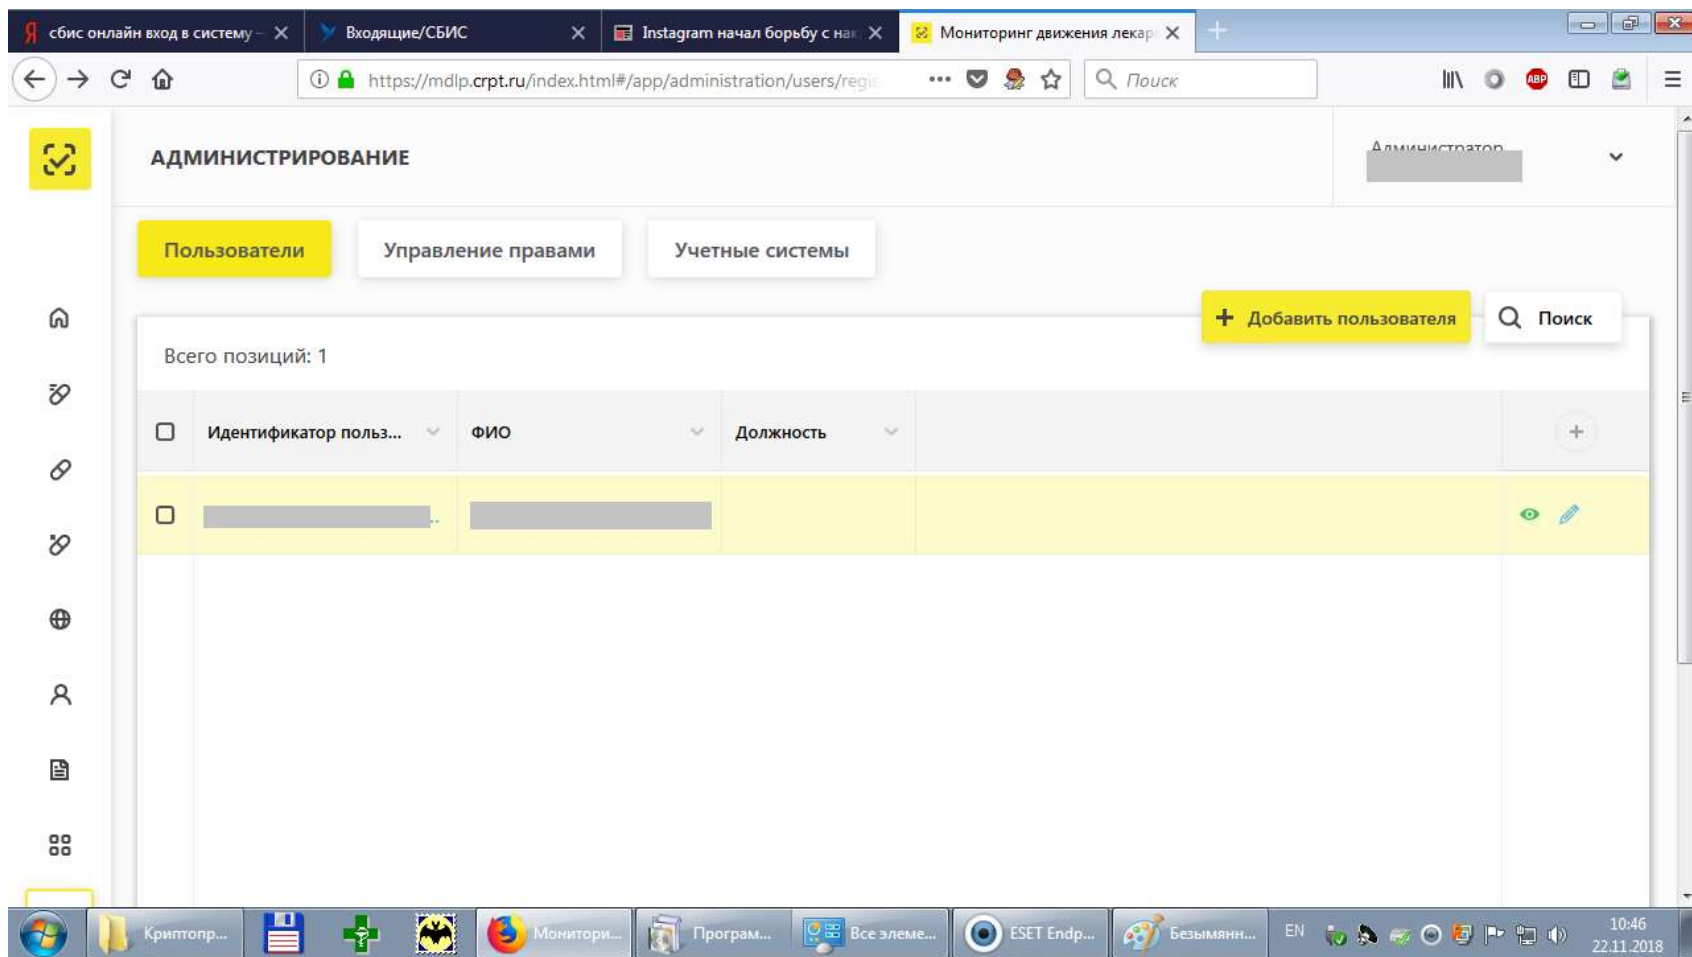 сбис онлайн вход в систему —
Входящие/СБИС
Instagram начал борьбу с нак
Мониторинг движения лекар
https://mdlp.crpt.ru/index.html#/app/administration/users/regis
Поиск
ABP
АДМИНИСТРИРОВАНИЕ
Администратор
Пользователи
Управление правами
Учетные системы
+ Добавить пользователя
Поиск
Всего позиций: 1
Идентификатор польз...
ФИО
Должность
..
Криптопр...
Монитори...
Програм...
Все элеме...
ESET Endp...
Безымянн...
EN
10:46
22.11.2018